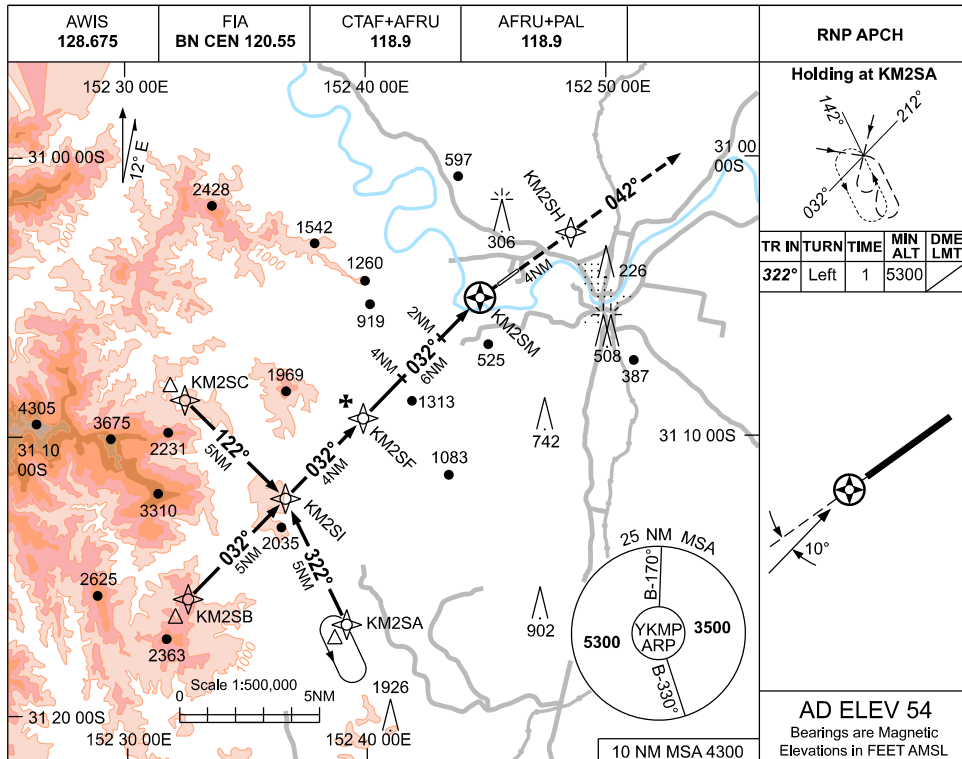 AWIS
128.675
FIA
BN CEN 120.55
CTAF+AFRU
118.9
AFRU+PAL
118.9
RNP APCH
152 30 00E
152 40 00E
152 50 00E
31 00 00S
31 00
00S
12° E
2428
1000
1542
1260
919
597
306
KM2SH
042°
4NM
226
KM2SM
2NM
4NM
032°
6NM
525
508
387
KM2SC
1969
1313
4305
3675
2231
31 10
00S
31 10 00S
122°
5NM
KM2SF
032°
4NM
742
1083
3310
KM2SI
2035
032°
5NM
322°
5NM
2625
KM2SB
KM2SA
2363
1000
902
25 NM MSA
B-170°
5300
YKMP
ARP
3500
B-330°
Scale 1:500,000
0
5NM
1926
31 20 00S
152 30 00E
152 40 00E
10 NM MSA 4300
Holding at KM2SA
142°
212°
032°
TR IN
TURN
TIME
MIN
ALT
DME
LMT
322°
Left
1
5300
10°
AD ELEV 54
Bearings are Magnetic
Elevations in FEET AMSL